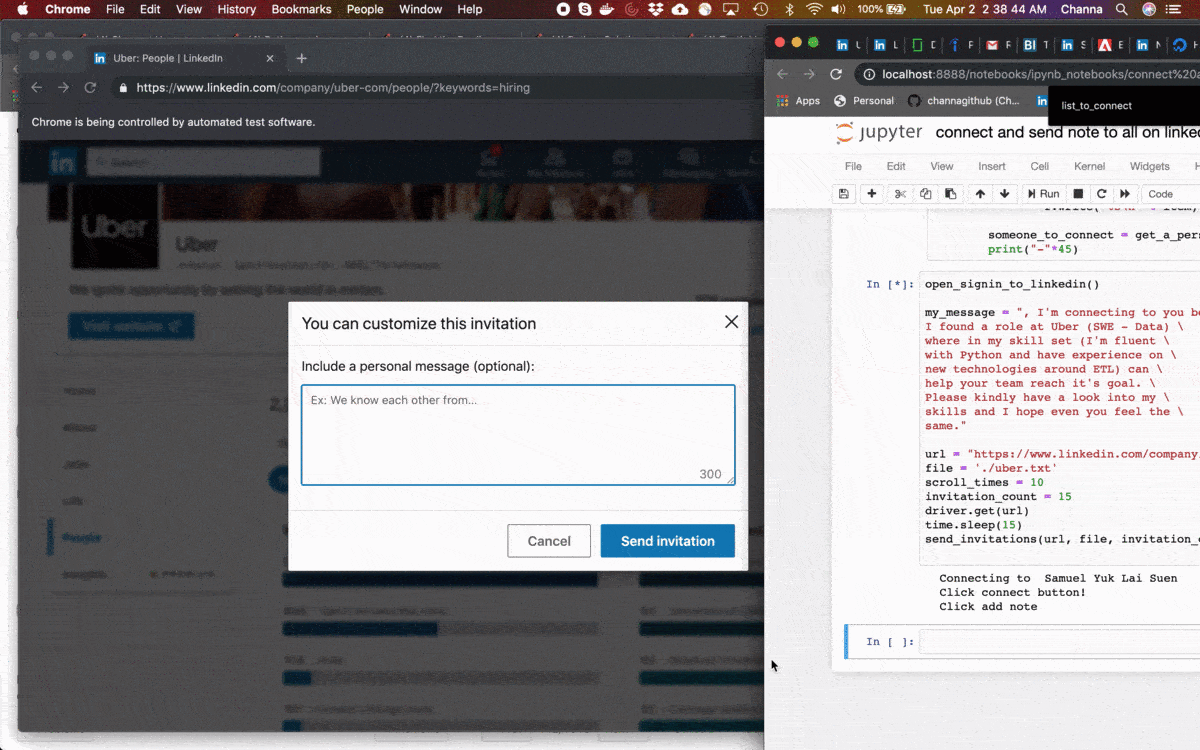 Chrome File Edit View History Bookmarks People Window Help 100% Tue Apr 2 2 38 44 AM Channa
Uber: People | LinkedIn
https://www.linkedin.com/company/uber-com/people/?keywords=hiring
Chrome is being controlled by automated test software.
in Search
Uber
Uber
Visit website
People
You can customize this invitation
Include a personal message (optional):
Ex: We know each other from...
300
Cancel Send invitation
localhost:8888/notebooks/ipynb_notebooks/connect%20a
Apps Personal channagithub (Ch... in
list_to_connect
jupyter connect and send note to all on linked
File Edit View Insert Cell Kernel Widgets
Run Code
someone_to_connect = get_a_pers
print("-"*45)
In [*]: open_signin_to_linkedin()
my_message = ", I'm connecting to you be
I found a role at Uber (SWE - Data) \
where in my skill set (I'm fluent \
with Python and have experience on \
new technologies around ETL) can \
help your team reach it's goal. \
Please kindly have a look into my \
skills and I hope even you feel the \
same."
url = "https://www.linkedin.com/company
file = './uber.txt'
scroll_times = 10
invitation_count = 15
driver.get(url)
time.sleep(15)
send_invitations(url, file, invitation_c
Connecting to  Samuel Yuk Lai Suen
Click connect button!
Click add note
In [ ]: